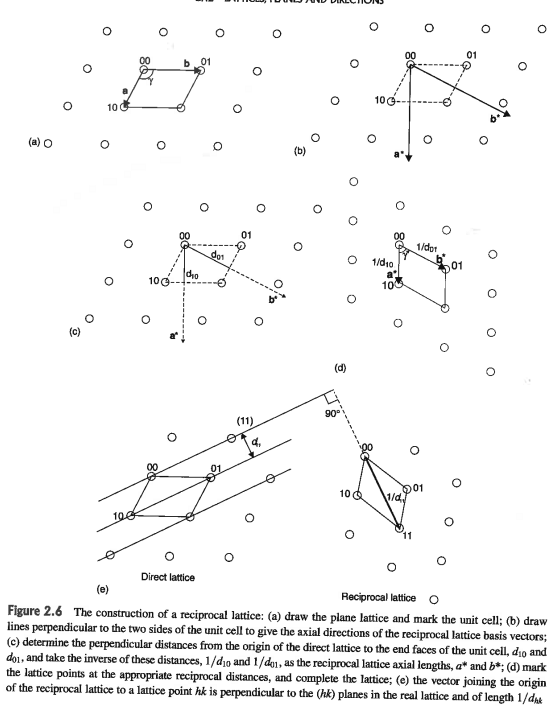 LATTICES, PLANES AND DIRECTIONS
00 b 01
a γ
10
(a)
00 01
10
b*
a*
(b)
00 01
d01
10 d10
b*
a*
(c)
00
1/d01
1/d10 γ* b* 01
a*
10
(d)
(11)
90°
d11
00 01
10
Direct lattice
(e)
00
10 01
1/d11
11
Reciprocal lattice
Figure 2.6 The construction of a reciprocal lattice: (a) draw the plane lattice and mark the unit cell; (b) draw
lines perpendicular to the two sides of the unit cell to give the axial directions of the reciprocal lattice basis vectors;
(c) determine the perpendicular distances from the origin of the direct lattice to the end faces of the unit cell, d10 and
d01, and take the inverse of these distances, 1/d10 and 1/d01, as the reciprocal lattice axial lengths, a* and b*; (d) mark
the lattice points at the appropriate reciprocal distances, and complete the lattice; (e) the vector joining the origin
of the reciprocal lattice to a lattice point hk is perpendicular to the (hk) planes in the real lattice and of length 1/dhk